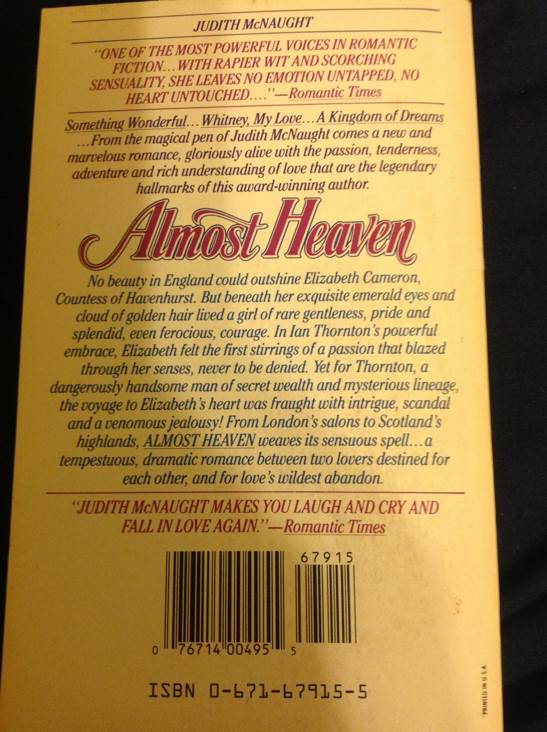 JUDITH McNAUGHT
"ONE OF THE MOST POWERFUL VOICES IN ROMANTIC
FICTION... WITH RAPIER WIT AND SCORCHING
SENSUALITY, SHE LEAVES NO EMOTION UNTAPPED, NO
HEART UNTOUCHED...."—Romantic Times
Something Wonderful...Whitney, My Love...A Kingdom of Dreams
...From the magical pen of Judith McNaught comes a new and
marvelous romance, gloriously alive with the passion, tenderness,
adventure and rich understanding of love that are the legendary
hallmarks of this award-winning author.
Almost Heaven
No beauty in England could outshine Elizabeth Cameron,
Countess of Havenhurst. But beneath her exquisite emerald eyes and
cloud of golden hair lived a girl of rare gentleness, pride and
splendid, even ferocious, courage. In Ian Thornton's powerful
embrace, Elizabeth felt the first stirrings of a passion that blazed
through her senses, never to be denied. Yet for Thornton, a
dangerously handsome man of secret wealth and mysterious lineage,
the voyage to Elizabeth's heart was fraught with intrigue, scandal
and a venomous jealousy! From London's salons to Scotland's
highlands, ALMOST HEAVEN weaves its sensuous spell...a
tempestuous, dramatic romance between two lovers destined for
each other, and for love's wildest abandon.
"JUDITH McNAUGHT MAKES YOU LAUGH AND CRY AND
FALL IN LOVE AGAIN."—Romantic Times
67915
0 76714 00495 5
ISBN 0-671-67915-5
PRINTED IN U.S.A.